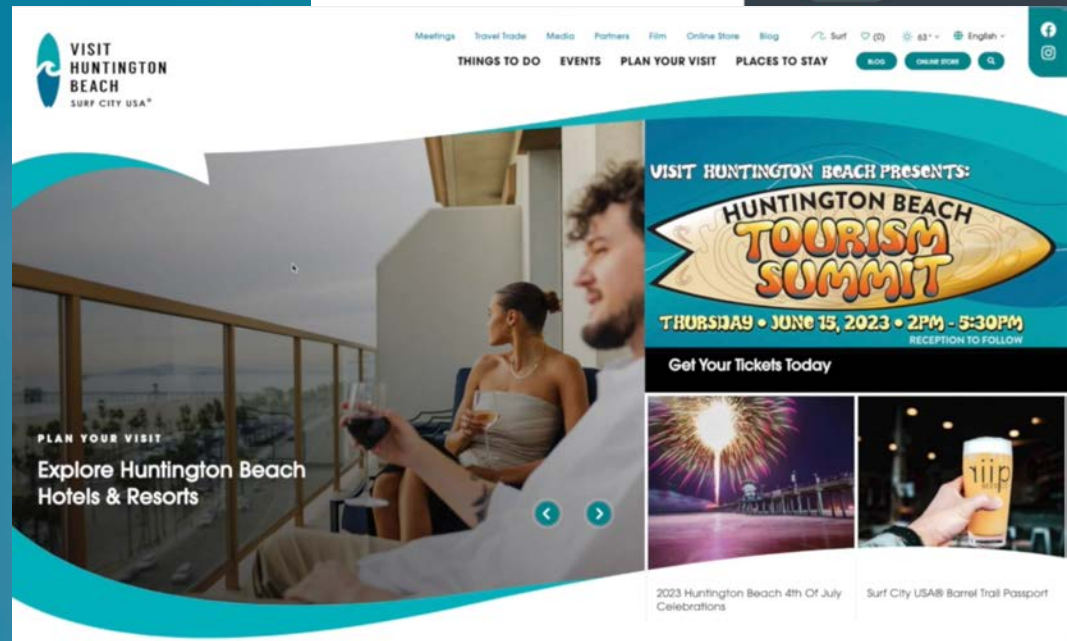 VISIT
HUNTINGTON
BEACH
SURF CITY USA®
Meetings Travel Trade Media Partners Film Online Store Blog Surf (0) 63° English
THINGS TO DO EVENTS PLAN YOUR VISIT PLACES TO STAY BLOG ONLINE STORE
VISIT HUNTINGTON BEACH PRESENTS:
HUNTINGTON BEACH
TOURISM
SUMMIT
THURSDAY • JUNE 15, 2023 • 2PM - 5:30PM
RECEPTION TO FOLLOW
Get Your Tickets Today
PLAN YOUR VISIT
Explore Huntington Beach
Hotels & Resorts
riip
2023 Huntington Beach 4th Of July
Celebrations
Surf City USA® Barrel Trail Passport